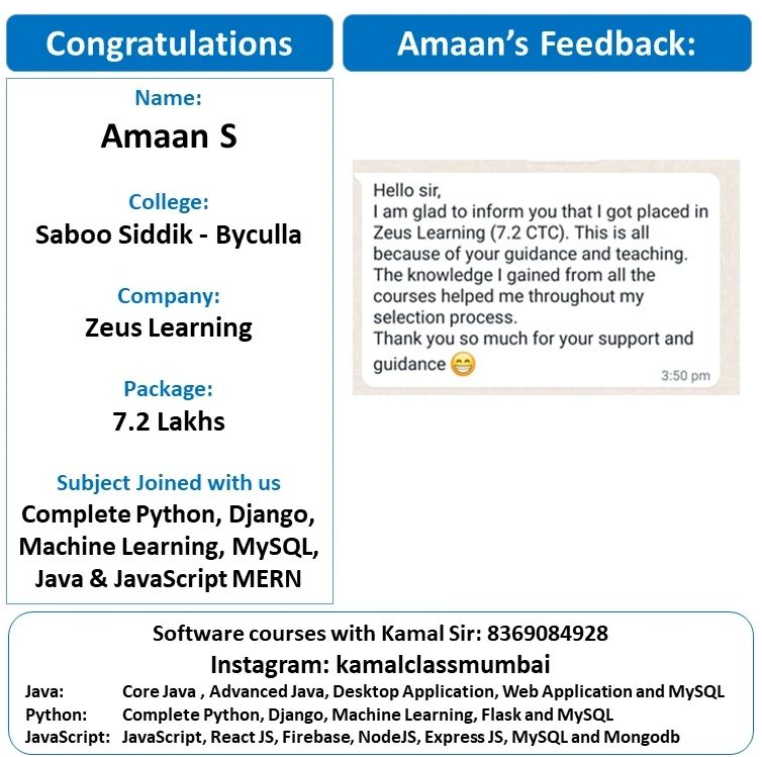 Congratulations
Name:
Amaan S
College:
Saboo Siddik - Byculla
Company:
Zeus Learning
Package:
7.2 Lakhs
Subject Joined with us
Complete Python, Django,
Machine Learning, MySQL,
Java & JavaScript MERN
Amaan’s Feedback:
Hello sir,
I am glad to inform you that I got placed in
Zeus Learning (7.2 CTC). This is all
because of your guidance and teaching.
The knowledge I gained from all the
courses helped me throughout my
selection process.
Thank you so much for your support and
guidance 😁
3:50 pm
Software courses with Kamal Sir: 8369084928
Instagram: kamalclassmumbai
Java: Core Java , Advanced Java, Desktop Application, Web Application and MySQL
Python: Complete Python, Django, Machine Learning, Flask and MySQL
JavaScript: JavaScript, React JS, Firebase, NodeJS, Express JS, MySQL and Mongodb